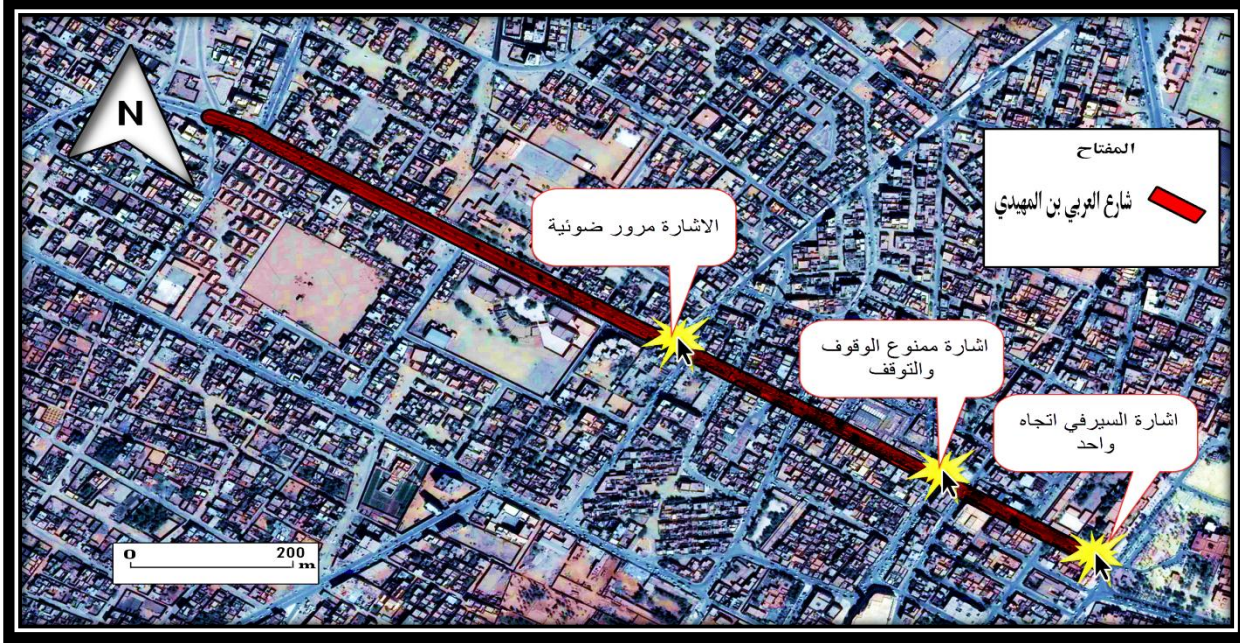 N
المفتاح
شارع العربي بن المهيدي
الاشارة مرور ضوئية
اشارة ممنوع الوقوف
والتوقف
اشارة السيرفي اتجاه
واحد
0 200
m